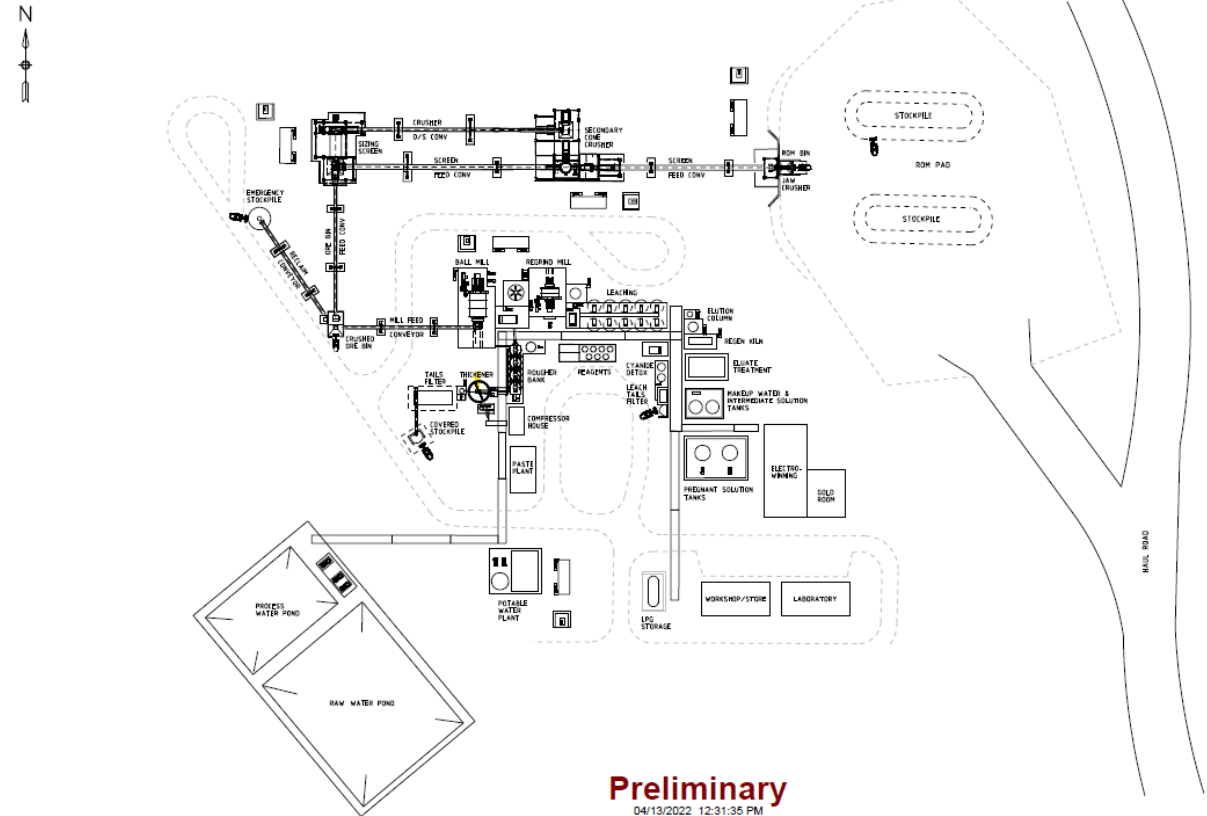 N
CRUSHER
O/S CONV
SIZING
SCREEN
SECONDARY
CONE
CRUSHER
SCREEN
FEED CONV
SCREEN
FEED CONV
ROM BIN
JAW
CRUSHER
STOCKPILE
ROM PAD
STOCKPILE
EMERGENCY
STOCKPILE
RECLAIM
CONVEYOR
ORE BIN
FEED CONV
BALL MILL
REGRIND MILL
LEACHING
MILL FEED
CONVEYOR
CRUSHED
ORE BIN
ELUTION
COLUMN
REGEN KILN
ELUATE
TREATMENT
TAILS
FILTER
THICKENER
ROUGHER
BANK
REAGENTS
CYANIDE
DETOX
LEACH
TAILS
FILTER
MAKEUP WATER &
INTERMEDIATE SOLUTION
TANKS
COVERED
STOCKPILE
COMPRESSOR
HOUSE
PASTE
PLANT
PREGNANT SOLUTION
TANKS
ELECTRO-
WINNING
GOLD
ROOM
HAUL ROAD
PROCESS
WATER POND
RAW WATER POND
POTABLE
WATER
PLANT
LPG
STORAGE
WORKSHOP/STORE
LABORATORY
Preliminary
04/13/2022 12:31:35 PM